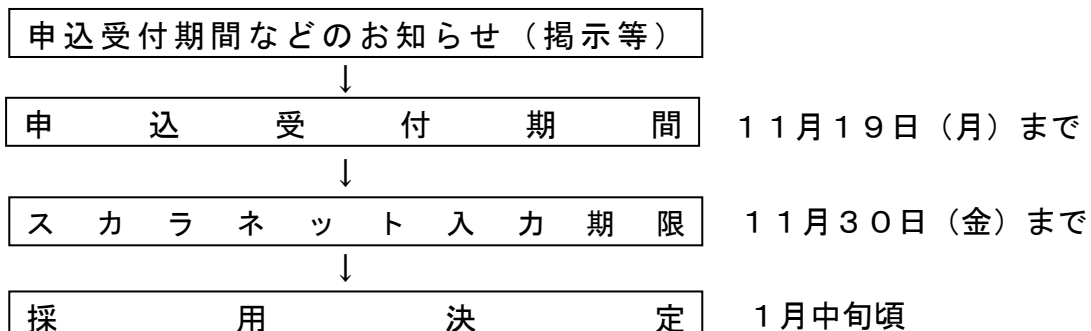 申込受付期間などのお知らせ（掲示等）
↓
申込受付期間 １１月１９日（月）まで
↓
スカラネット入力期限 １１月３０日（金）まで
↓
採用決定 １月中旬頃